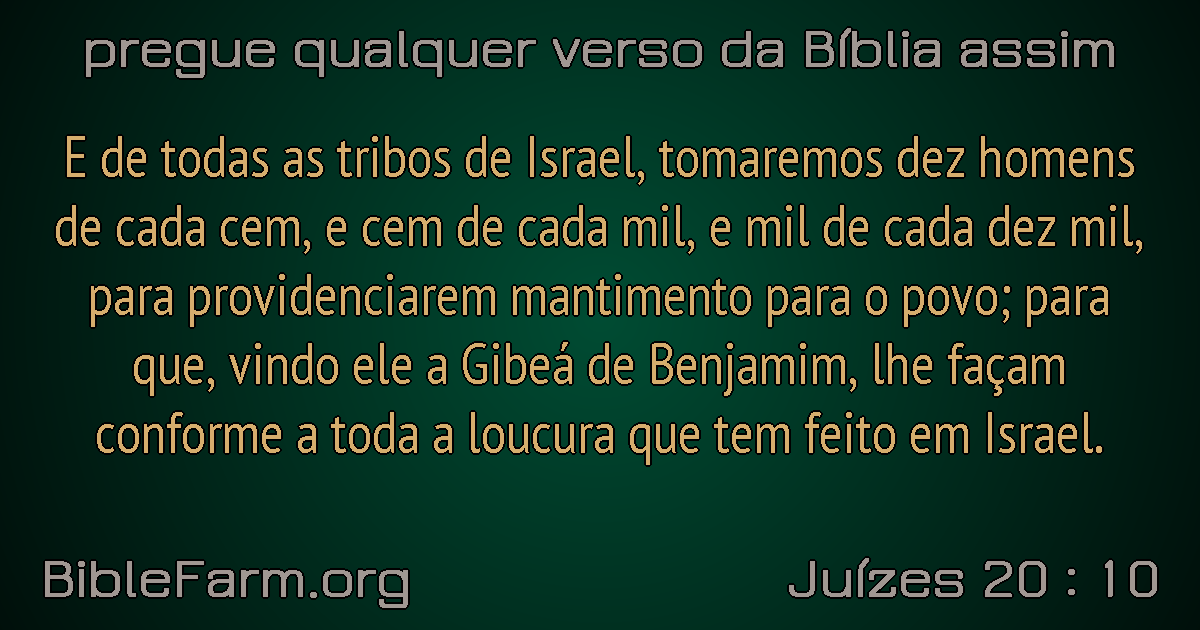 pregue qualquer verso da Bíblia assim
E de todas as tribos de Israel, tomaremos dez homens
de cada cem, e cem de cada mil, e mil de cada dez mil,
para providenciarem mantimento para o povo; para
que, vindo ele a Gibeá de Benjamim, lhe façam
conforme a toda a loucura que tem feito em Israel.
BibleFarm.org
Juízes 20 : 10